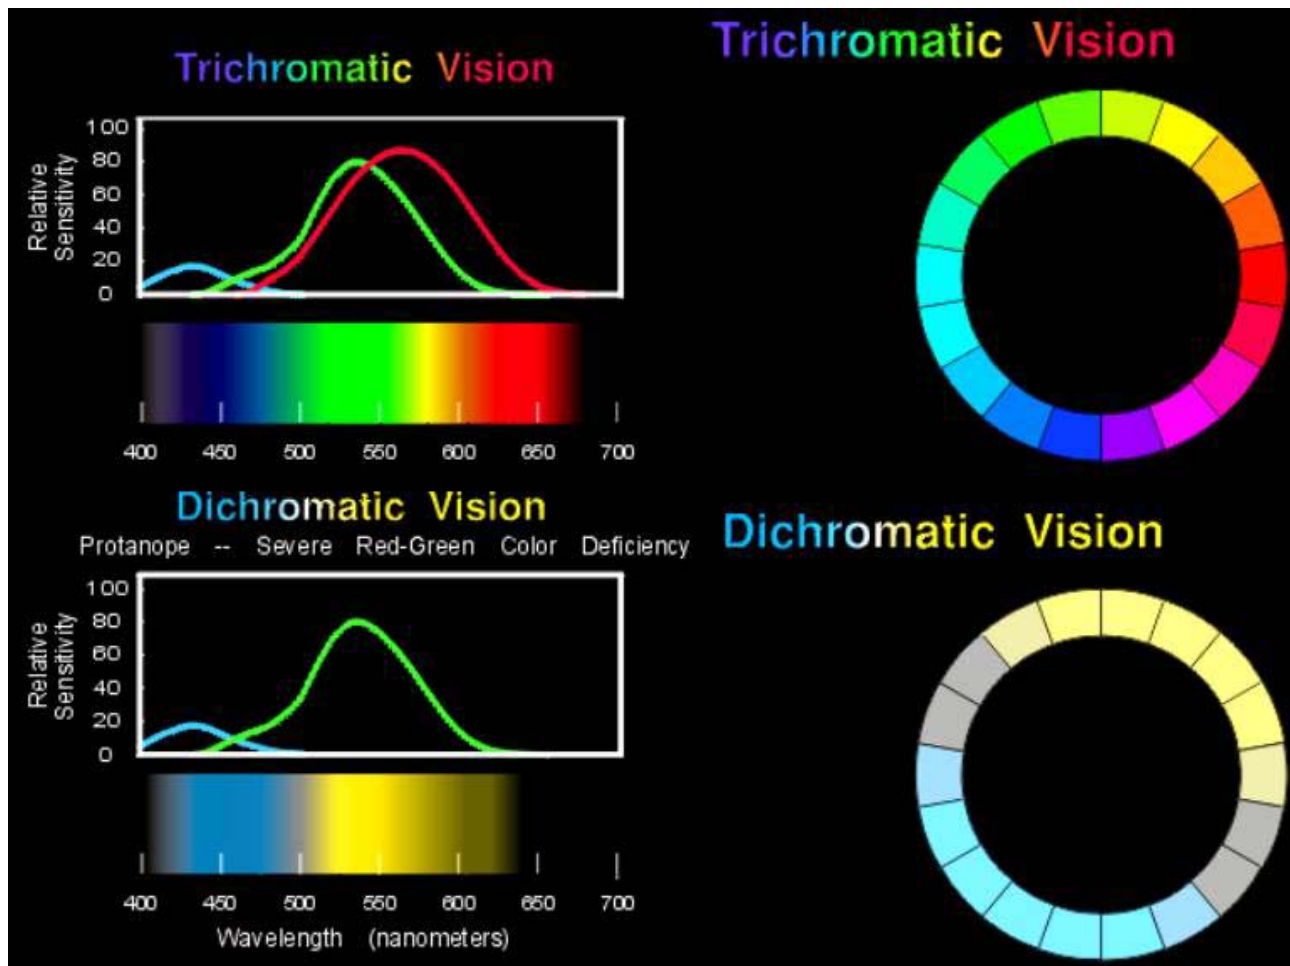 Trichromatic Vision
Relative
Sensitivity
100
80
60
40
20
0
400 450 500 550 600 650 700
Dichromatic Vision
Protanope -- Severe Red-Green Color Deficiency
Relative
Sensitivity
100
80
60
40
20
0
400 450 500 550 600 650 700
Wavelength (nanometers)
Trichromatic Vision
Dichromatic Vision